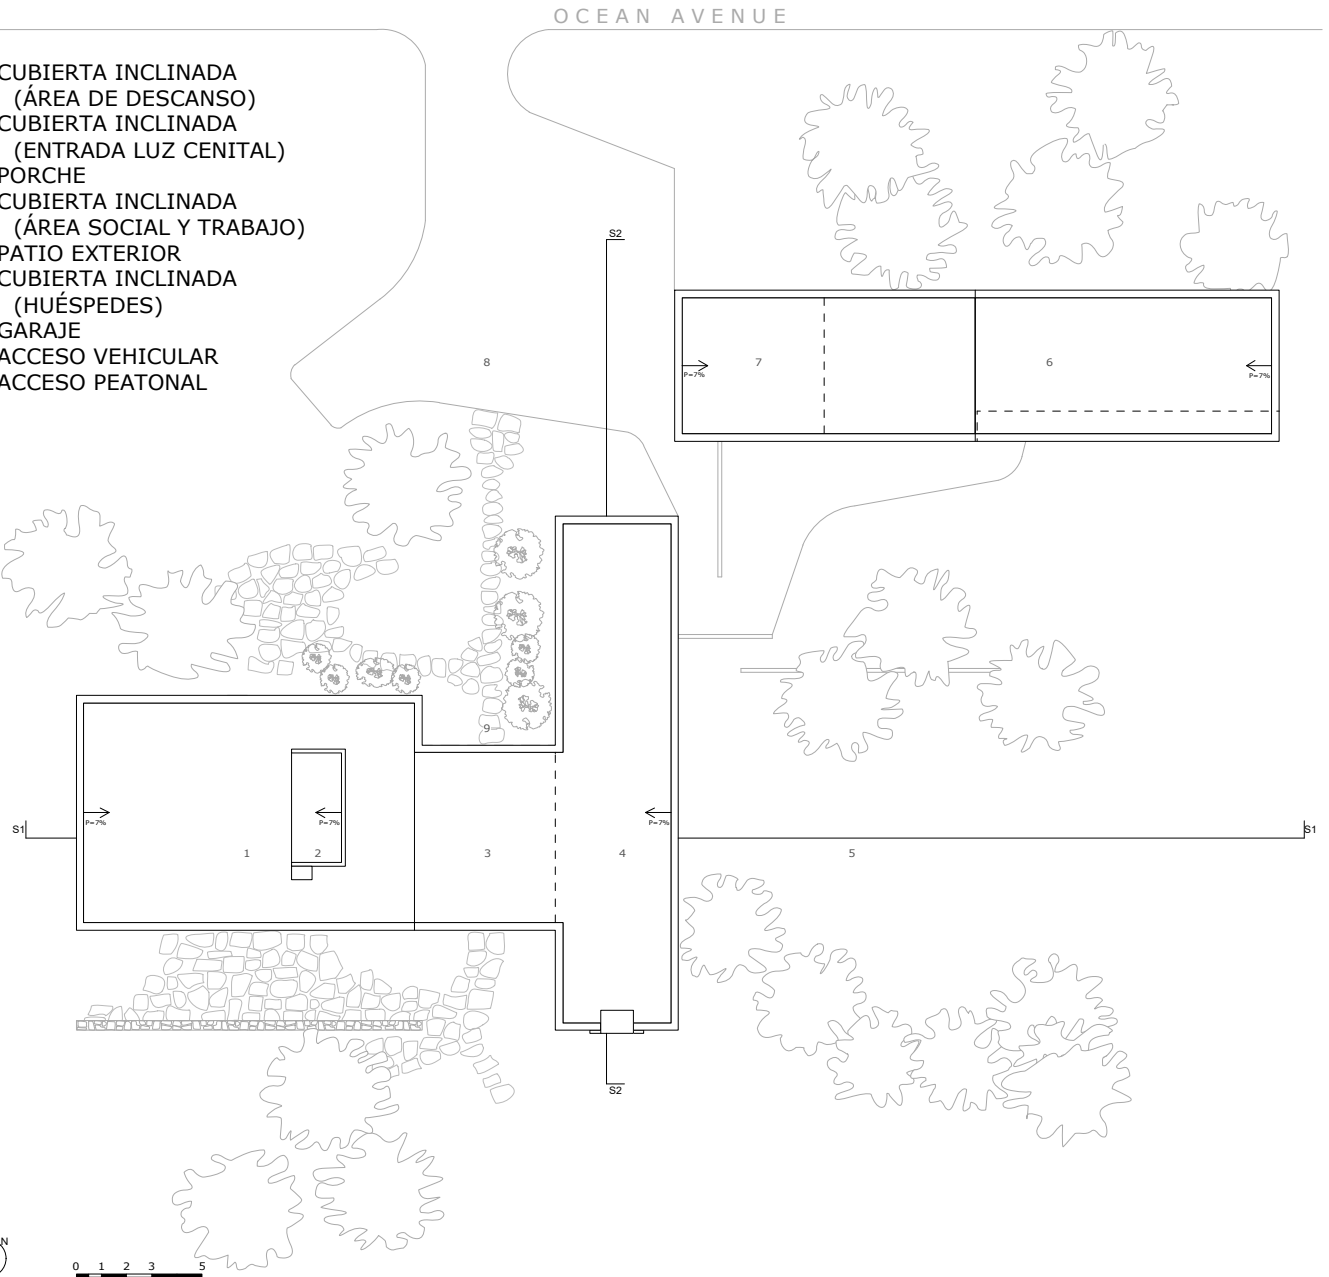 OCEAN AVENUE
CUBIERTA INCLINADA
(ÁREA DE DESCANSO)
CUBIERTA INCLINADA
(ENTRADA LUZ CENITAL)
PORCHE
CUBIERTA INCLINADA
(ÁREA SOCIAL Y TRABAJO)
PATIO EXTERIOR
CUBIERTA INCLINADA
(HUÉSPEDES)
GARAJE
ACCESO VEHICULAR
ACCESO PEATONAL
S2
8
7
6
P=7%
P=7%
9
P=7%
P=7%
P=7%
S1
S1
1
2
3
4
5
S2
N
0 1 2 3 5